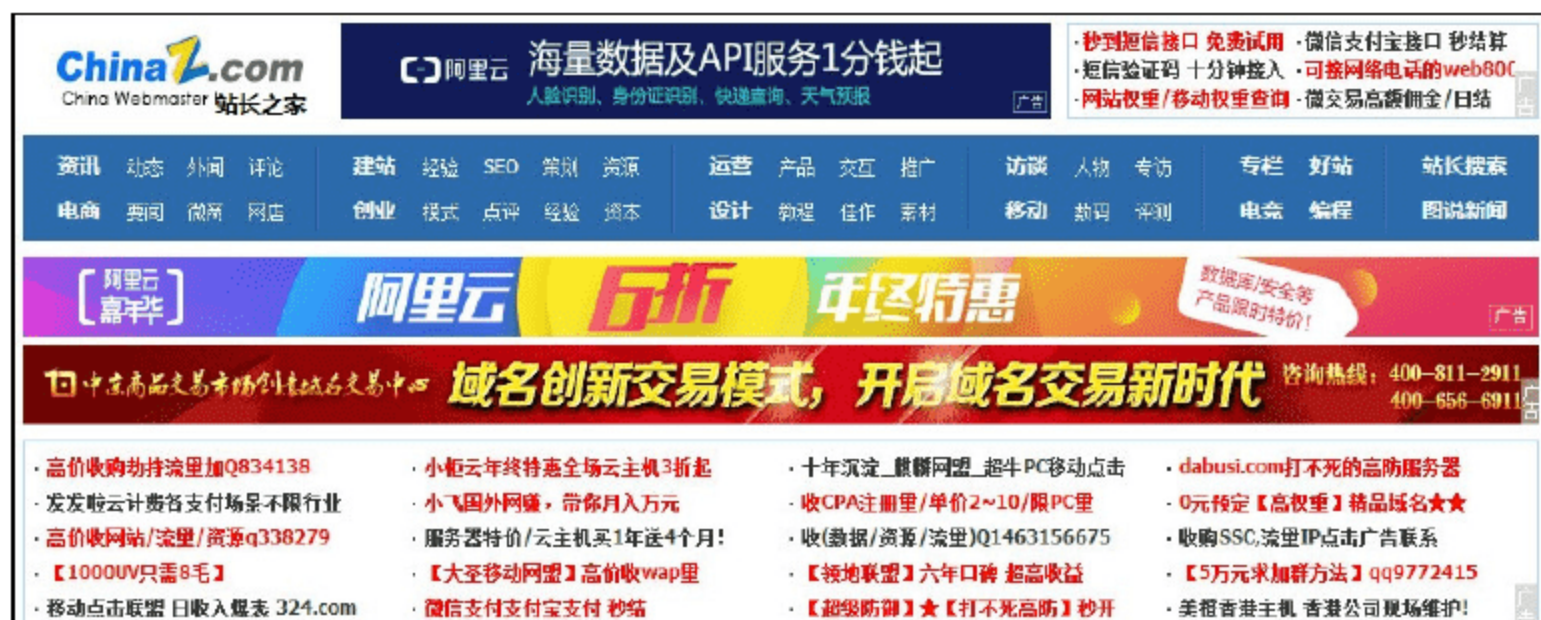 ChinaZ.com
China Webmaster 站长之家
阿里云 海量数据及API服务1分钱起
人脸识别、身份证识别、快递查询、天气预报
广告
·秒到短信接口 免费试用 ·微信支付宝接口 秒结算
·短信验证码 十分钟接入 ·可接网络电话的web800
·网站权重/移动权重查询 ·微交易高额佣金/日结
广告
资讯 动态 外闻 评论 建站 经验 SEO 策划 资源 运营 产品 交互 推广 访谈 人物 专访 专栏 好站 站长搜索
电商 要闻 微商 网店 创业 模式 点评 经验 资本 设计 教程 佳作 素材 移动 数码 评测 电竞 编程 图说新闻
阿里云
嘉年华
阿里云 6折 年终特惠
数据库/安全等
产品限时特价!
广告
中京商品交易市场创意域名交易中心 域名创新交易模式，开启域名交易新时代 咨询热线：400-811-2911
400-656-6911
广告
·高价收购劫持流里加Q834138 ·小柜云年终特惠全场云主机3折起 ·十年沉淀_麒麟网盟_超牛PC移动点击 ·dabusi.com打不死的高防服务器
·发发啦云计费各支付场景不限行业 ·小飞国外网赚，带你月入万元 ·收CPA注册里/单价2~10/限PC里 ·0元预定【高权重】精品域名★★
·高价收网站/流里/资源q338279 ·服务器特价/云主机买1年送4个月! ·收(数据/资源/流里)Q1463156675 ·收购SSC,流里IP点击广告联系
·【1000UV只需8毛】 ·【大圣移动网盟】高价收wap里 ·【领地联盟】六年口碑 超高收益 ·【5万元求加群方法】qq9772415
·移动点击联盟 日收入爆表 324.com ·微信支付支付宝支付 秒结 ·【超级防御】★【打不死高防】秒开 ·美橙香港主机 香港公司现场维护!
广告